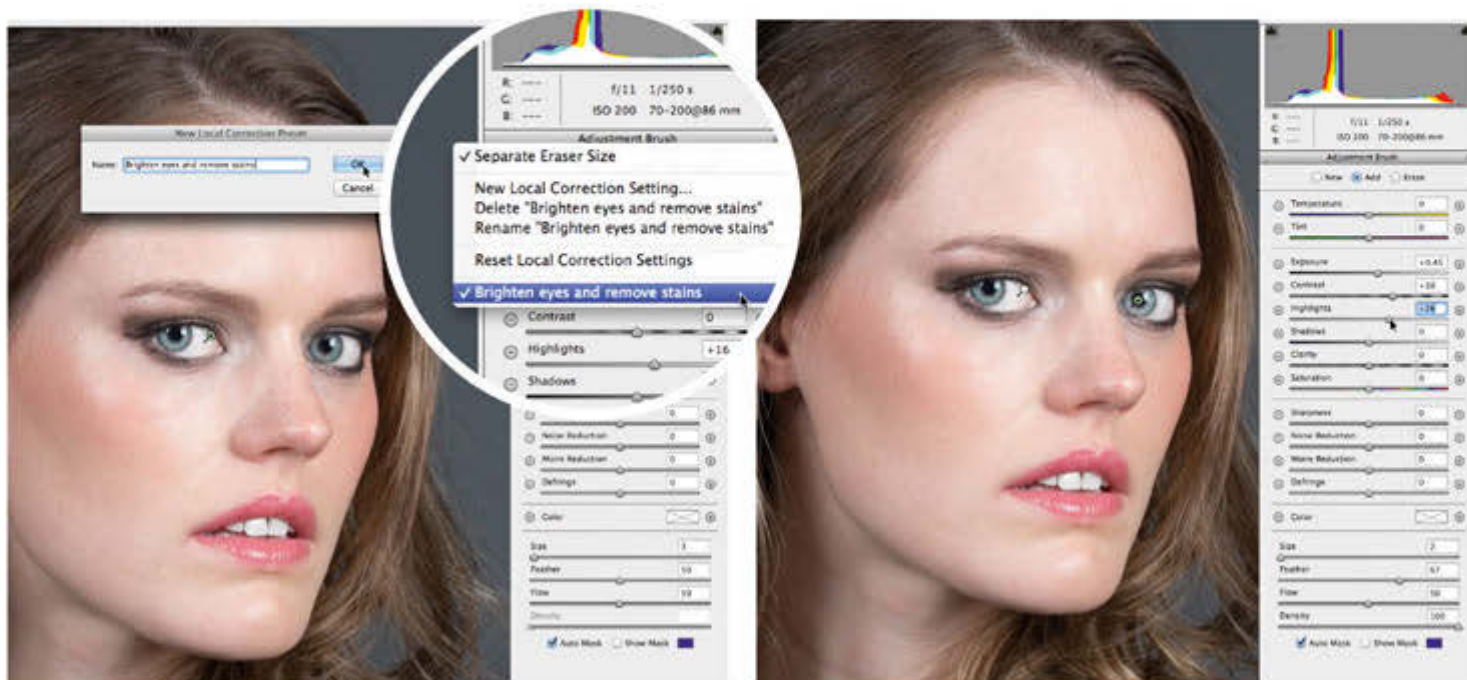 New Local Correction Preset
Name: Brighten eyes and remove stains
OK
Cancel
R: ---
G: ---
B: ---
f/11 1/250 s
ISO 200 70-200@86 mm
Adjustment Brush
✓ Separate Eraser Size
New Local Correction Setting...
Delete "Brighten eyes and remove stains"
Rename "Brighten eyes and remove stains"
Reset Local Correction Settings
✓ Brighten eyes and remove stains
Contrast 0
Highlights +16
Shadows
0
Noise Reduction 0
Moire Reduction 0
Defringe 0
Color
Size 3
Feather
Flow
Density
Auto Mask Show Mask
R: ---
G: ---
B: ---
f/11 1/250 s
ISO 200 70-200@86 mm
Adjustment Brush
New Add Erase
Temperature 0
Tint 0
Exposure +0.45
Contrast
Highlights
Shadows 0
Clarity 0
Saturation 0
Sharpness 0
Noise Reduction 0
Moire Reduction 0
Defringe 0
Color
Size 2
Feather 67
Flow 50
Density 100
Auto Mask Show Mask